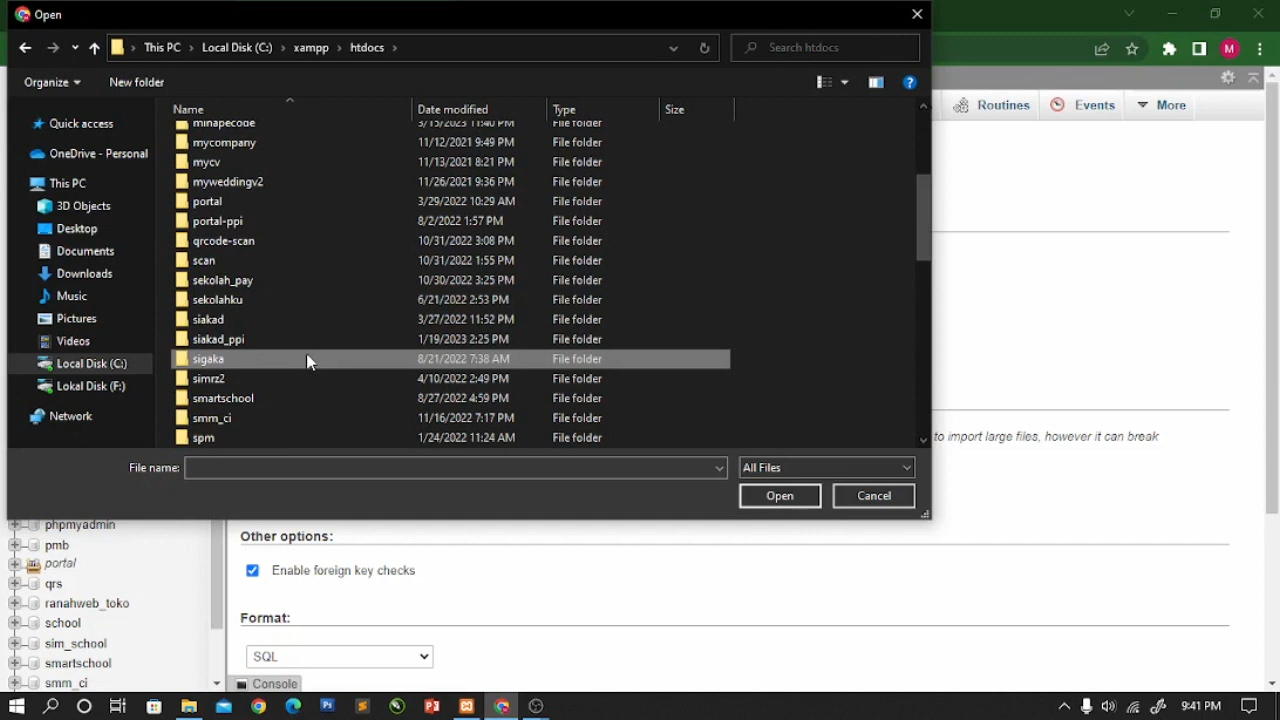 Open
This PC Local Disk (C:) xampp htdocs
Search htdocs
Organize New folder
Name Date modified Type Size
minapecode 3/15/2023 11:40 PM File folder
mycompany 11/12/2021 9:49 PM File folder
mycv 11/13/2021 8:21 PM File folder
myweddingv2 11/26/2021 9:36 PM File folder
portal 3/29/2022 10:29 AM File folder
portal-ppi 8/2/2022 1:57 PM File folder
qrcode-scan 10/31/2022 3:08 PM File folder
scan 10/31/2022 1:55 PM File folder
sekolah_pay 10/30/2022 3:25 PM File folder
sekolahku 6/21/2022 2:53 PM File folder
siakad 3/27/2022 11:52 PM File folder
siakad_ppi 1/19/2023 2:25 PM File folder
sigaka 8/21/2022 7:38 AM File folder
simrz2 4/10/2022 2:49 PM File folder
smartschool 8/27/2022 4:59 PM File folder
smm_ci 11/16/2022 7:17 PM File folder
spm 1/24/2022 11:24 AM File folder
Quick access
OneDrive - Personal
This PC
3D Objects
Desktop
Documents
Downloads
Music
Pictures
Videos
Local Disk (C:)
Lokal Disk (F:)
Network
File name:
All Files
Open Cancel
M
Routines Events More
to import large files, however it can break
phpmyadmin
pmb
portal
qrs
ranahweb_toko
school
sim_school
smartschool
smm_ci
Other options:
Enable foreign key checks
Format:
SQL
Console
9:41 PM